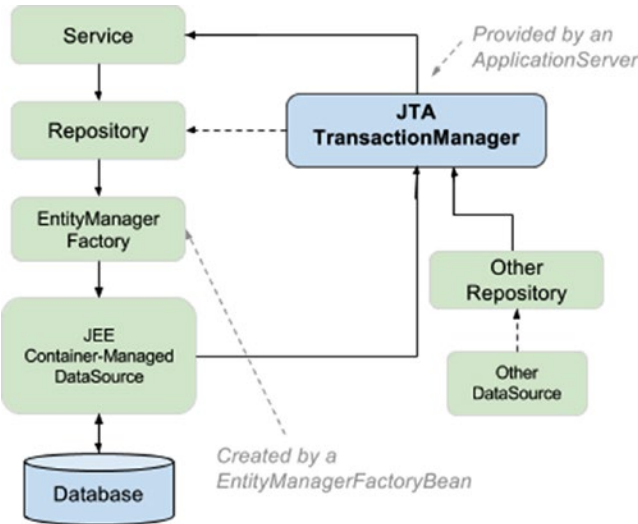 Service
Provided by an
ApplicationServer
JTA
TransactionManager
Repository
EntityManager
Factory
Other
Repository
JEE
Container-Managed
DataSource
Other
DataSource
Created by a
EntityManagerFactoryBean
Database